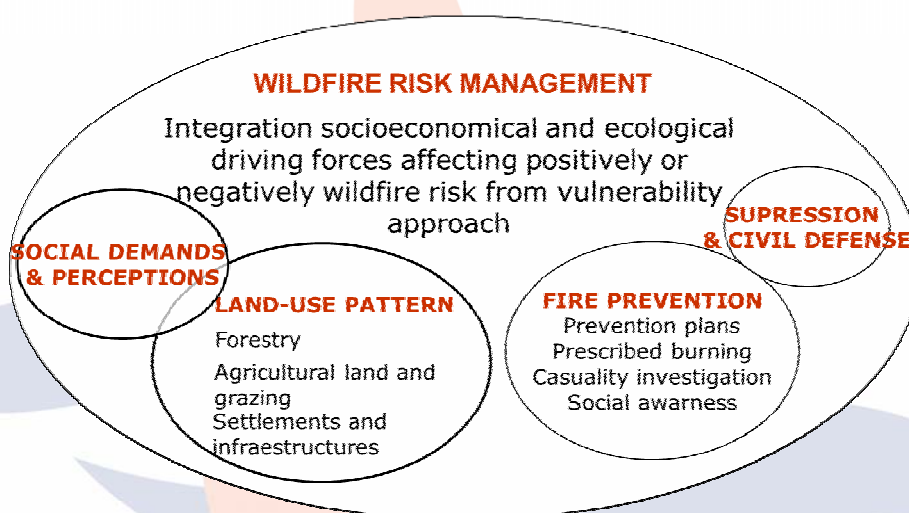 WILDFIRE RISK MANAGEMENT
Integration socioeconomical and ecological
driving forces affecting positively or
negatively wildfire risk from vulnerability
approach
SOCIAL DEMANDS
& PERCEPTIONS
LAND-USE PATTERN
Forestry
Agricultural land and
grazing
Settlements and
infraestructures
FIRE PREVENTION
Prevention plans
Prescribed burning
Casuality investigation
Social awarness
SUPRESSION
& CIVIL DEFENSE